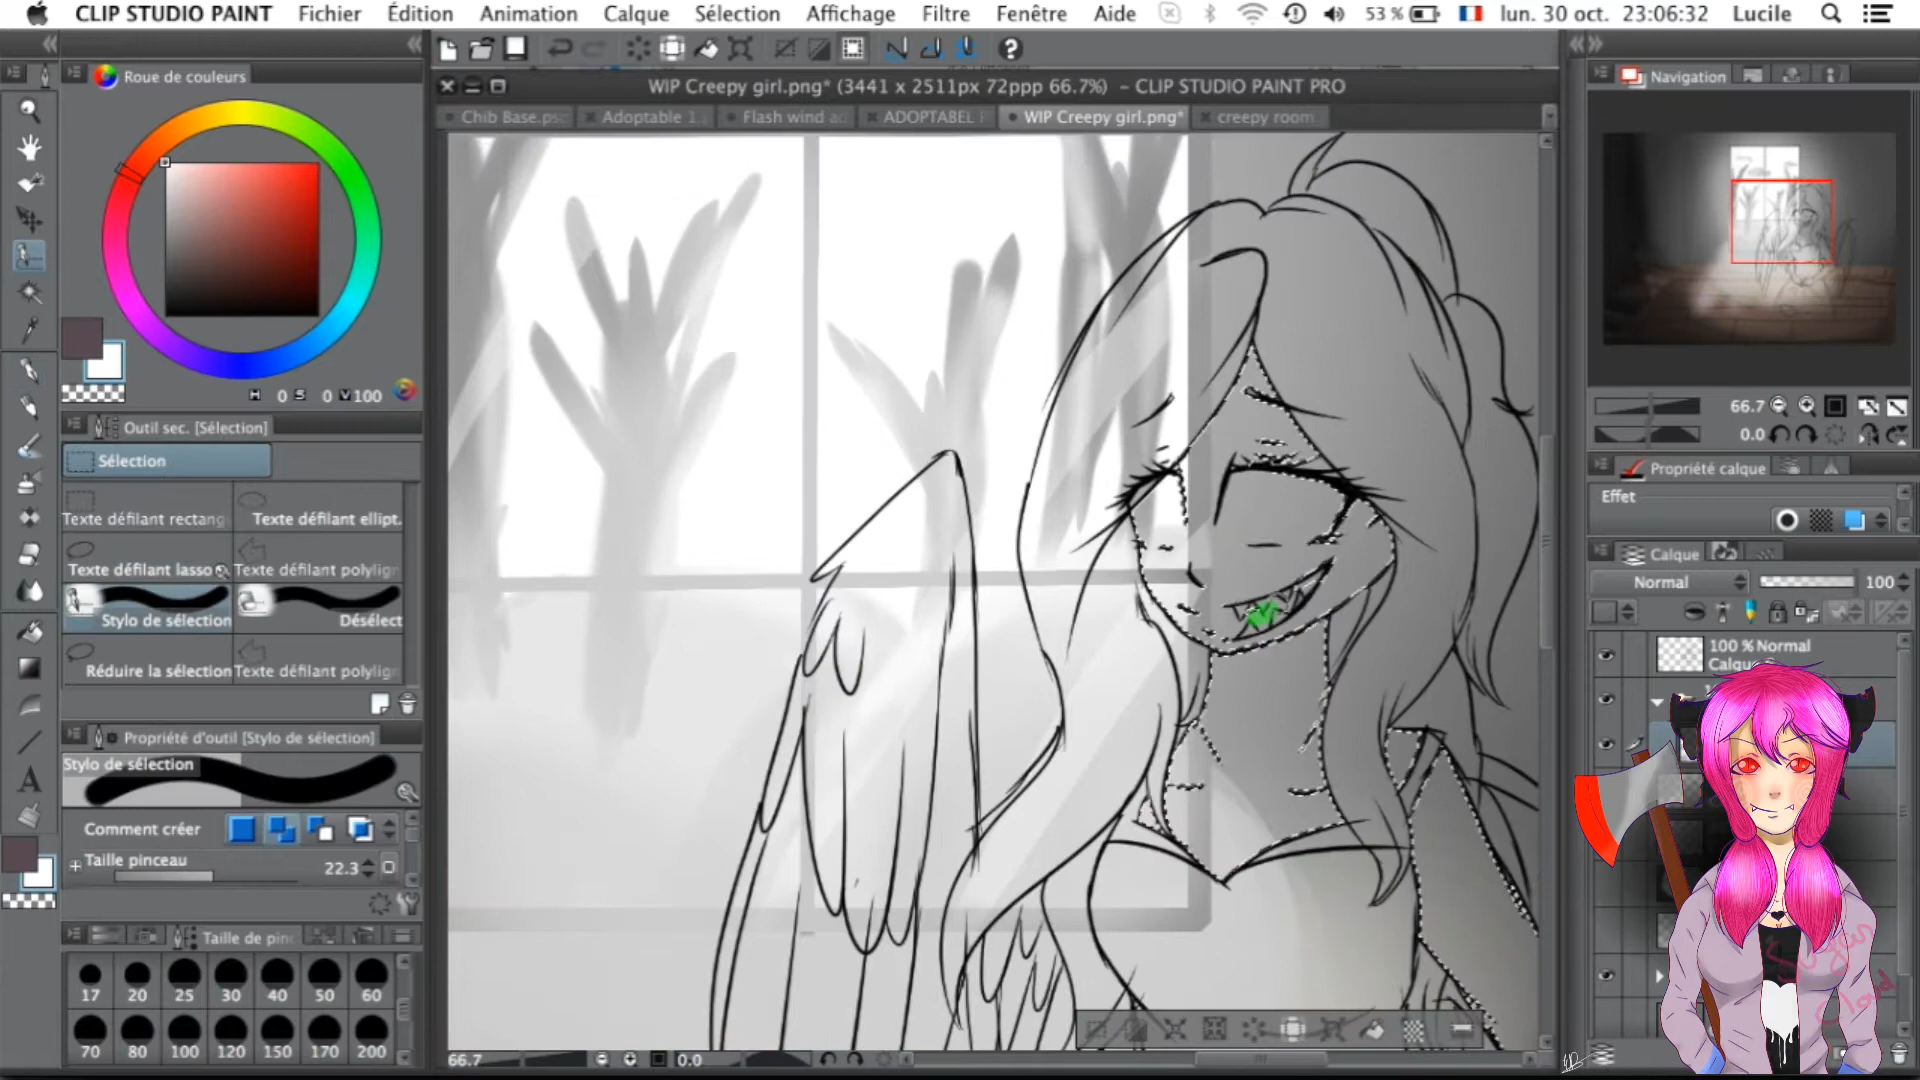 CLIP STUDIO PAINT Fichier Édition Animation Calque Sélection Affichage Filtre Fenêtre Aide 53 % lun. 30 oct. 23:06:32 Lucile
Roue de couleurs
WIP Creepy girl.png* (3441 x 2511px 72ppp 66.7%) - CLIP STUDIO PAINT PRO
Navigation
Chib Base.ps Adoptable 1 Flash wind ad ADOPTABEL WIP Creepy girl.png* creepy room
H 0 S 0 V 100
66.7
0.0
Outil sec. [Sélection]
Sélection
Propriété calque
Effet
Texte défilant rectang Texte défilant ellipt.
Texte défilant lasso Texte défilant polylign
Calque
Normal 100
Stylo de sélection Désélect
Réduire la sélection Texte défilant polylign
100 % Normal
Calque
Propriété d'outil [Stylo de sélection]
Stylo de sélection
Comment créer
Taille pinceau 22.3
A
Taille de pinc
17 20 25 30 40 50 60
70 80 100 120 150 170 200
66.7 0.0
Cloud